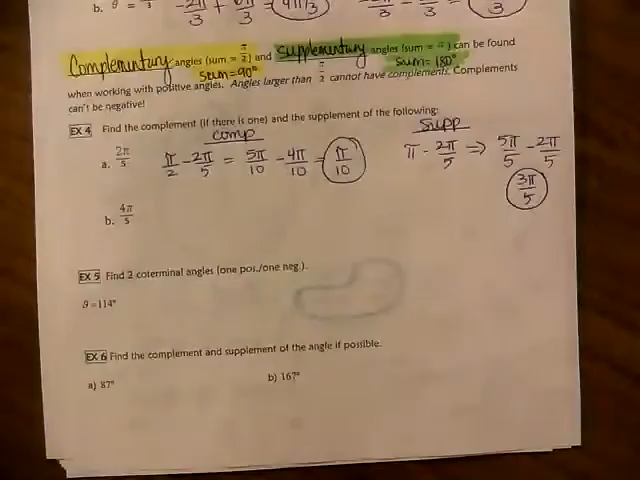 b. θ =
-2π/3 + 6π/3 = 4π/3
3
Complementary angles (sum = π/2) and supplementary angles (sum = π) can be found
sum=90° sum=180°
when working with positive angles. Angles larger than π/2 cannot have complements. Complements
can't be negative!
EX 4 Find the complement (if there is one) and the supplement of the following:
comp supp
a. 2π/5 π/2 - 2π/5 = 5π/10 - 4π/10 = π/10 π - 2π/5 ⇒ 5π/5 - 2π/5
3π/5
b. 4π/5
EX 5 Find 2 coterminal angles (one pos./one neg.).
θ=114°
EX 6 Find the complement and supplement of the angle if possible.
a) 87° b) 167°